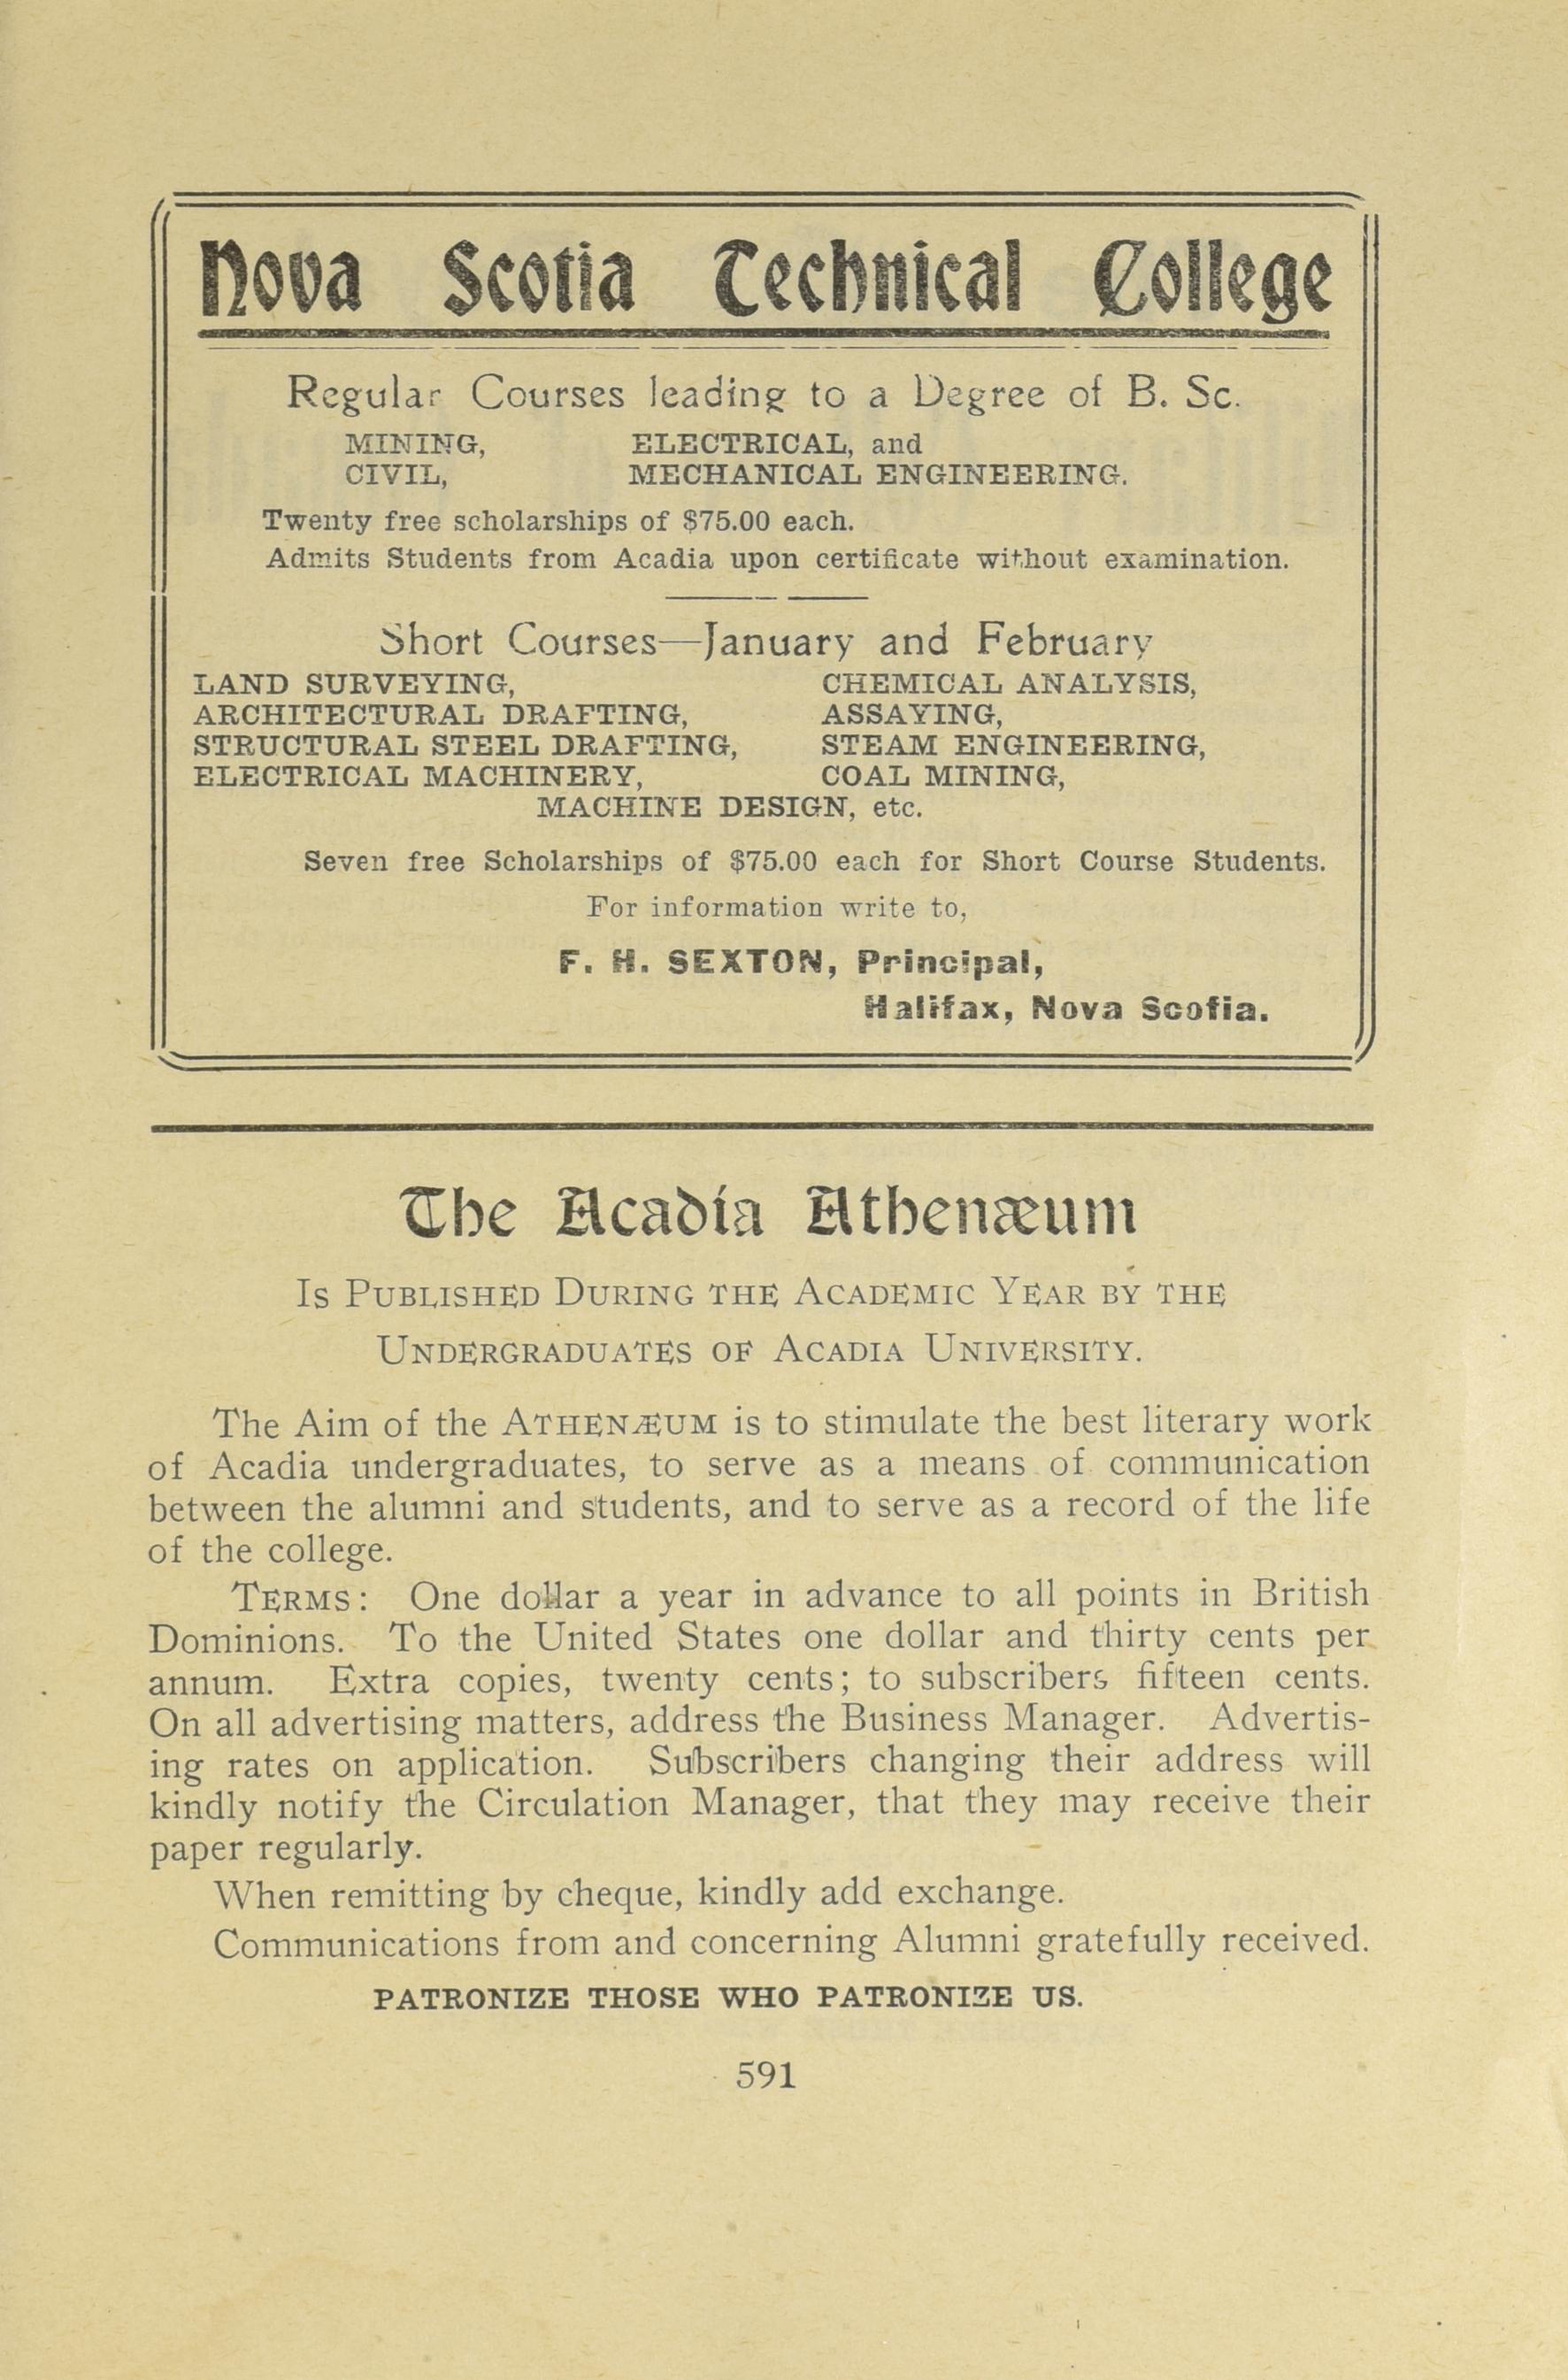 Nova Scotia Technical College
Regular Courses leading to a Degree of B. Sc.
MINING, ELECTRICAL, and
CIVIL, MECHANICAL ENGINEERING.
Twenty free scholarships of $75.00 each.
Admits Students from Acadia upon certificate without examination.
Short Courses—January and February
LAND SURVEYING, CHEMICAL ANALYSIS,
ARCHITECTURAL DRAFTING, ASSAYING,
STRUCTURAL STEEL DRAFTING, STEAM ENGINEERING,
ELECTRICAL MACHINERY, COAL MINING,
MACHINE DESIGN, etc.
Seven free Scholarships of $75.00 each for Short Course Students.
For information write to,
F. H. SEXTON, Principal,
Halifax, Nova Scotia.
The Acadia Athenæum
IS PUBLISHED DURING THE ACADEMIC YEAR BY THE
UNDERGRADUATES OF ACADIA UNIVERSITY.
The Aim of the ATHENÆUM is to stimulate the best literary work
of Acadia undergraduates, to serve as a means of communication
between the alumni and students, and to serve as a record of the life
of the college.
TERMS: One dollar a year in advance to all points in British
Dominions. To the United States one dollar and thirty cents per
annum. Extra copies, twenty cents; to subscribers fifteen cents.
On all advertising matters, address the Business Manager. Advertis-
ing rates on application. Subscribers changing their address will
kindly notify the Circulation Manager, that they may receive their
paper regularly.
When remitting by cheque, kindly add exchange.
Communications from and concerning Alumni gratefully received.
PATRONIZE THOSE WHO PATRONIZE US.
591